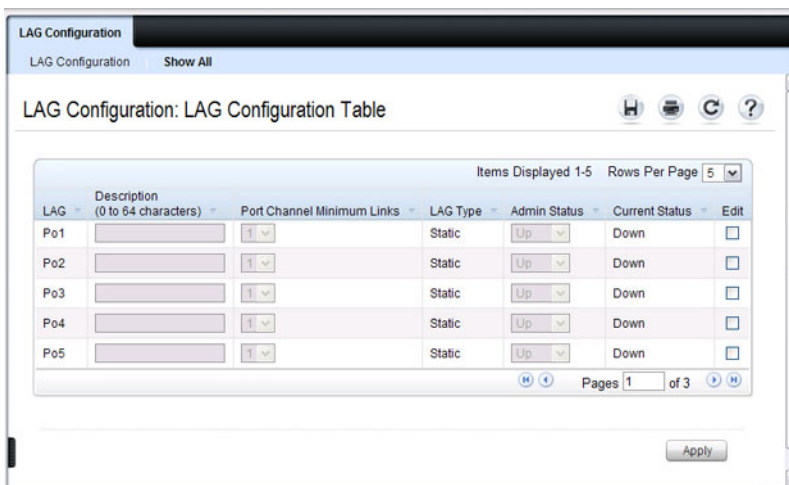 LAG Configuration
LAG Configuration Show All
LAG Configuration: LAG Configuration Table
Items Displayed 1-5 Rows Per Page 5
LAG Description (0 to 64 characters) Port Channel Minimum Links LAG Type Admin Status Current Status Edit
Po1 1 Static Up Down
Po2 1 Static Up Down
Po3 1 Static Up Down
Po4 1 Static Up Down
Po5 1 Static Up Down
Pages 1 of 3
Apply